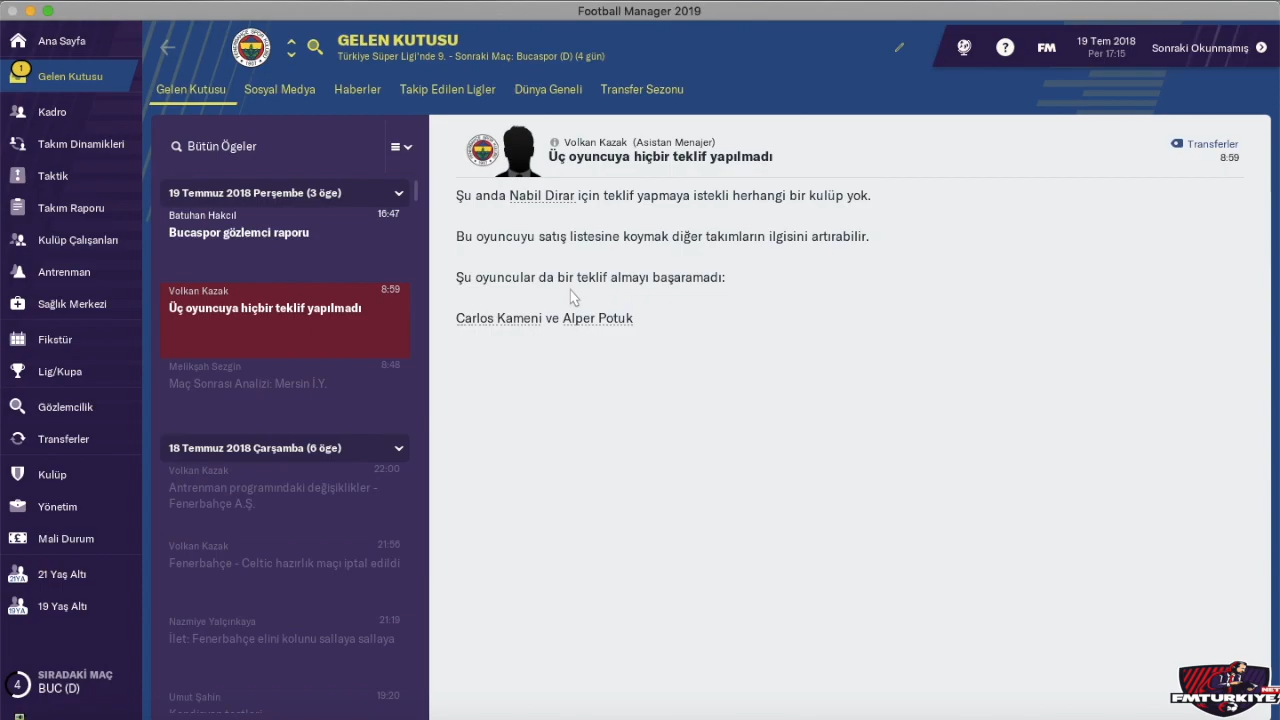 Football Manager 2019
Ana Sayfa
1
Gelen Kutusu
Kadro
Takım Dinamikleri
Taktik
Takım Raporu
Kulüp Çalışanları
Antrenman
Sağlık Merkezi
Fikstür
Lig/Kupa
Gözlemcilik
Transferler
Kulüp
Yönetim
Mali Durum
21YA
21 Yaş Altı
19YA
19 Yaş Altı
4
SIRADAKİ MAÇ
BUC (D)
GELEN KUTUSU
Türkiye Süper Ligi'nde 9. - Sonraki Maç: Bucaspor (D) (4 gün)
?
FM
19 Tem 2018
Per 17:15
Sonraki Okunmamış
Gelen Kutusu
Sosyal Medya
Haberler
Takip Edilen Ligler
Dünya Geneli
Transfer Sezonu
Bütün Ögeler
19 Temmuz 2018 Perşembe (3 öge)
Batuhan Hakcıl 16:47
Bucaspor gözlemci raporu
Volkan Kazak 8:59
Üç oyuncuya hiçbir teklif yapılmadı
Melikşah Sezgin 8:48
Maç Sonrası Analizi: Mersin İ.Y.
18 Temmuz 2018 Çarşamba (6 öge)
Volkan Kazak 22:00
Antrenman programındaki değişiklikler -
Fenerbahçe A.Ş.
Volkan Kazak 21:56
Fenerbahçe - Celtic hazırlık maçı iptal edildi
Nazmiye Yalçınkaya 21:19
İlet: Fenerbahçe elini kolunu sallaya sallaya
Umut Şahin 19:20
Volkan Kazak (Asistan Menajer)
Üç oyuncuya hiçbir teklif yapılmadı
Transferler
8:59
Şu anda Nabil Dirar için teklif yapmaya istekli herhangi bir kulüp yok.
Bu oyuncuyu satış listesine koymak diğer takımların ilgisini artırabilir.
Şu oyuncular da bir teklif almayı başaramadı:
Carlos Kameni ve Alper Potuk
FMTURKIYE.NET